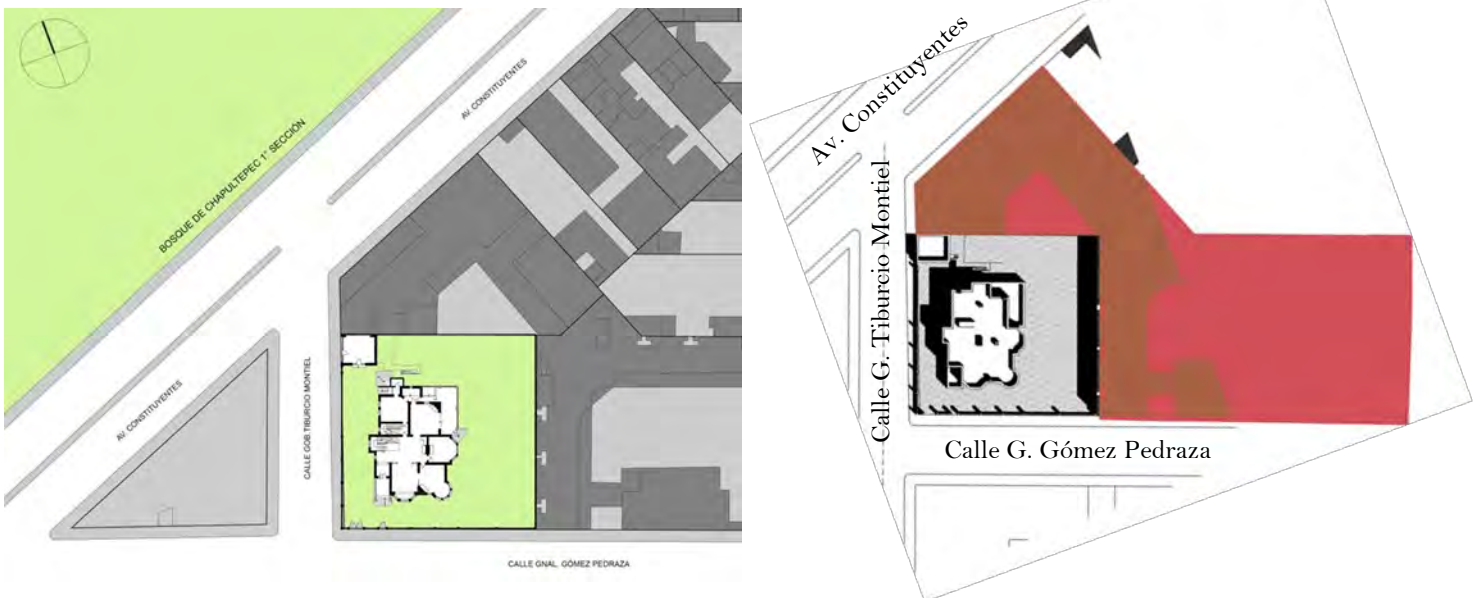 BOSQUE DE CHAPULTEPEC 1° SECCIÓN
AV. CONSTITUYENTES
AV. CONSTITUYENTES
CALLE GOB.TIBURCIO MONTIEL
CALLE GNAL. GÓMEZ PEDRAZA
Av. Constituyentes
Calle G. Tiburcio Montiel
Calle G. Gómez Pedraza